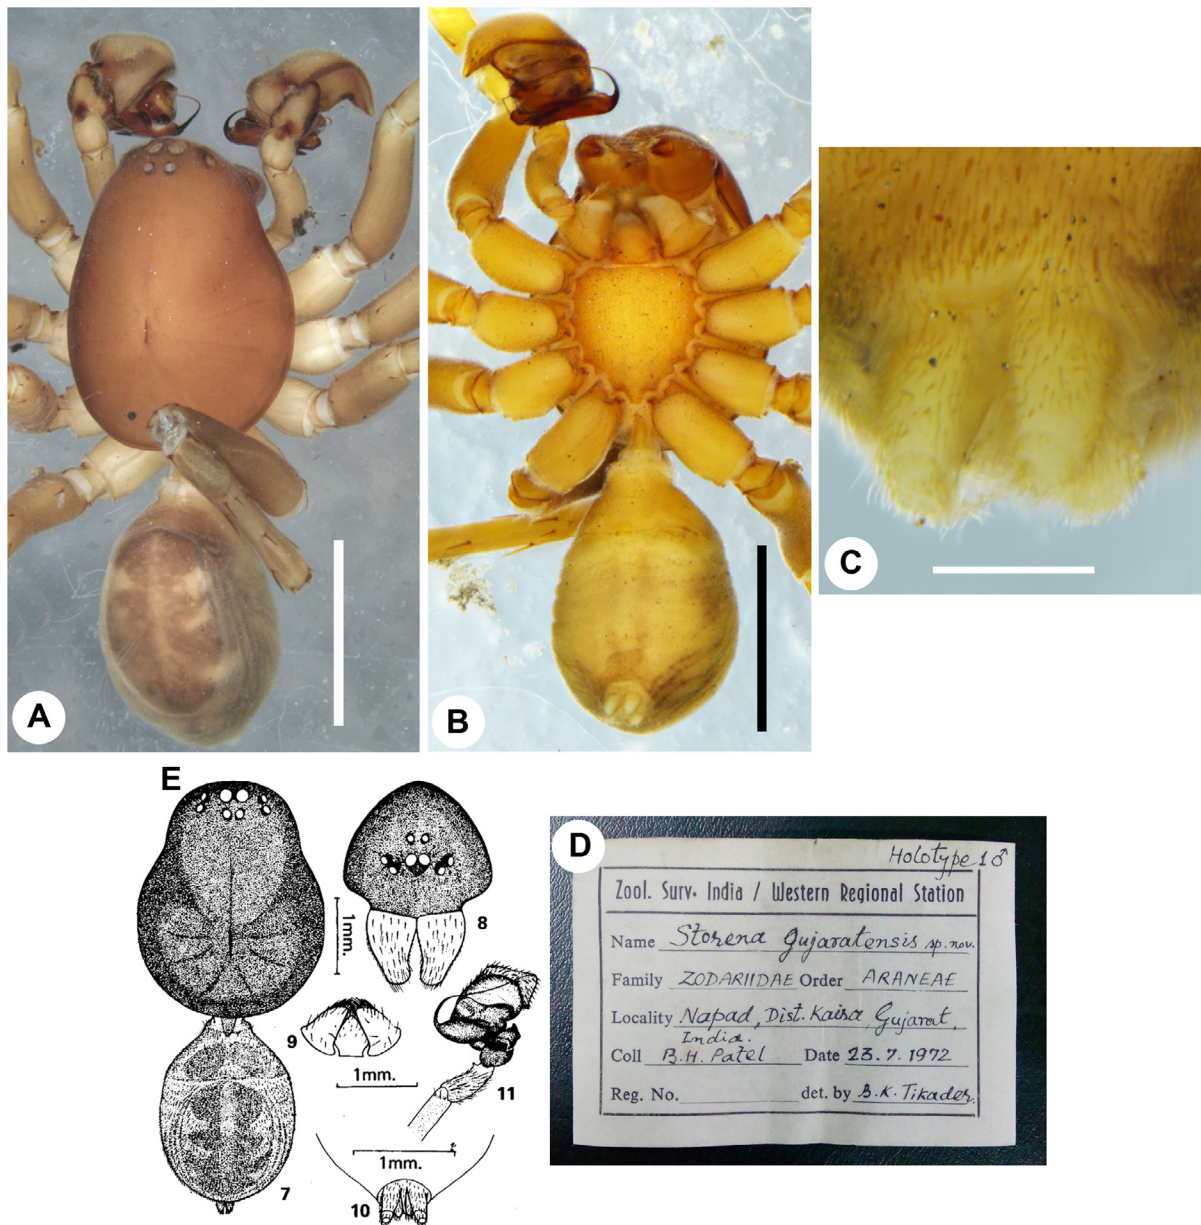 A
B
C
E
1mm.
8
9
1mm.
11
7
1mm.
10
D
Holotype 1♂
Zool. Surv. India / Western Regional Station
Name Storena gujaratensis sp. nov.
Family ZODARIIDAE Order ARANEAE
Locality Napad, Dist. Kaira, Gujarat,
India.
Coll B.H. Patel Date 23.7.1972
Reg. No. det. by B.K. Tikader